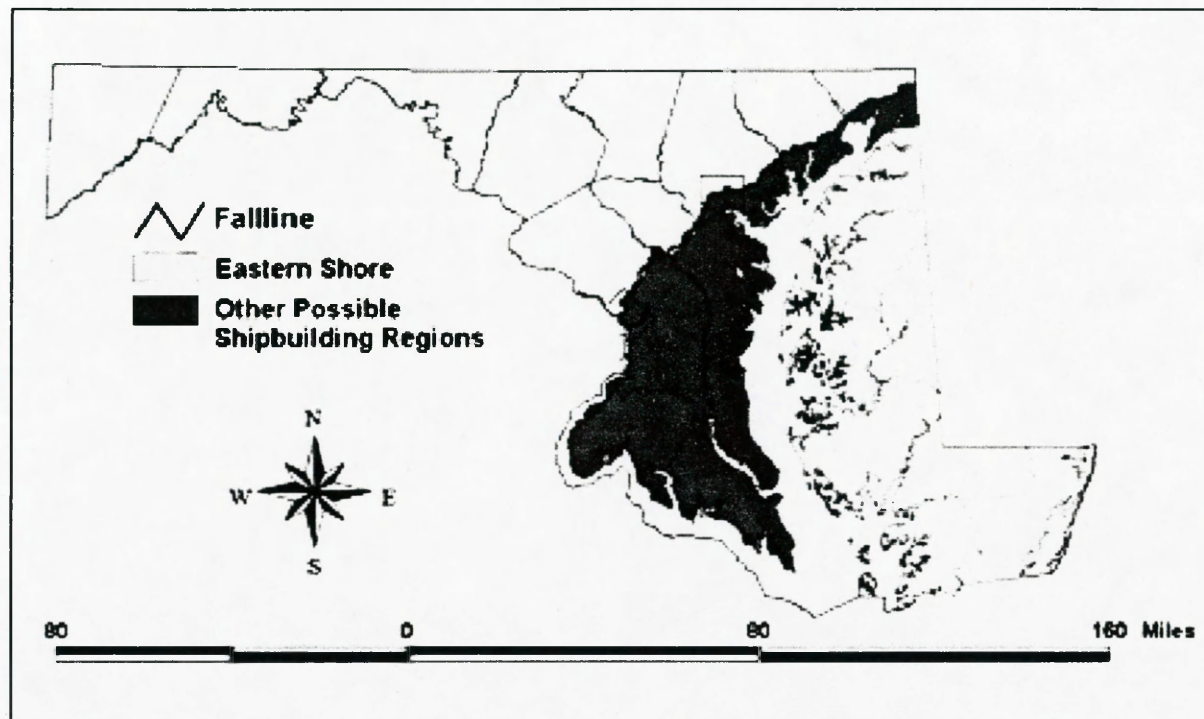 Fallline
Eastern Shore
Other Possible
Shipbuilding Regions
N
W E
S
80 0 80 160 Miles